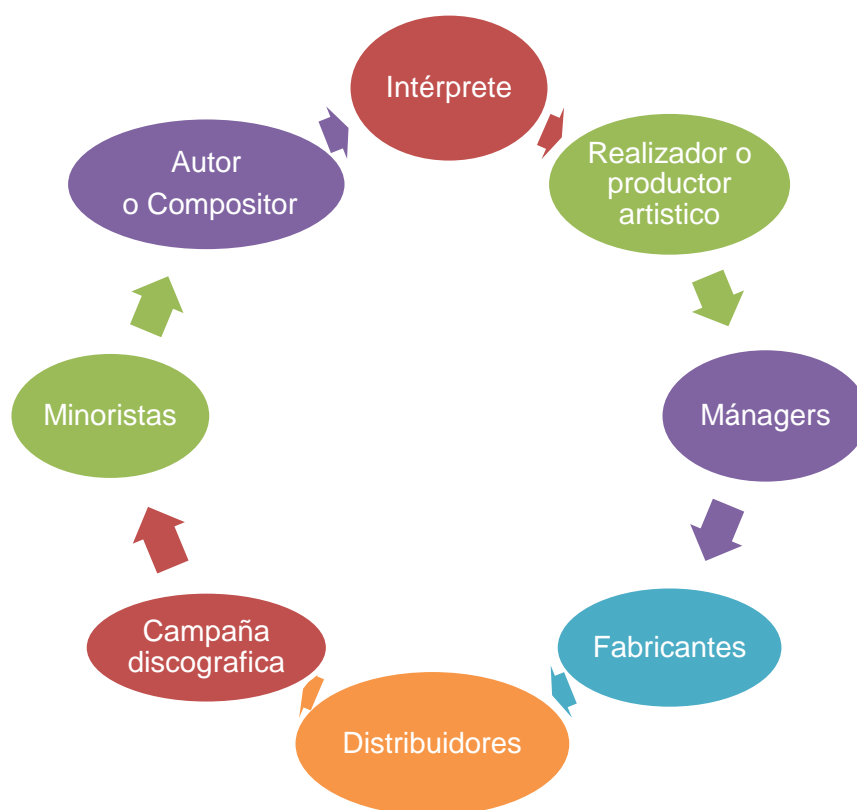 Intérprete
Realizador o
productor
artistico
Mánagers
Fabricantes
Distribuidores
Campaña
discografica
Minoristas
Autor
o Compositor